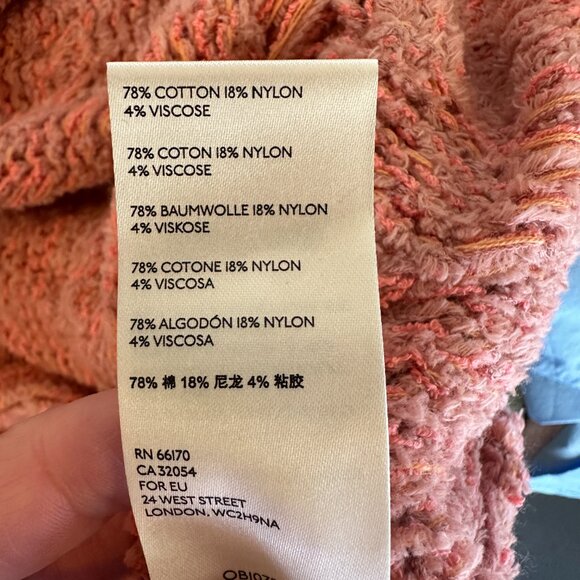 78% COTTON 18% NYLON
4% VISCOSE
78% COTON 18% NYLON
4% VISCOSE
78% BAUMWOLLE 18% NYLON
4% VISKOSE
78% COTONE 18% NYLON
4% VISCOSA
78% ALGODÓN 18% NYLON
4% VISCOSA
78% 棉 18% 尼龙 4% 粘胶
RN 66170
CA 32054
FOR EU
24 WEST STREET
LONDON, WC2H9NA